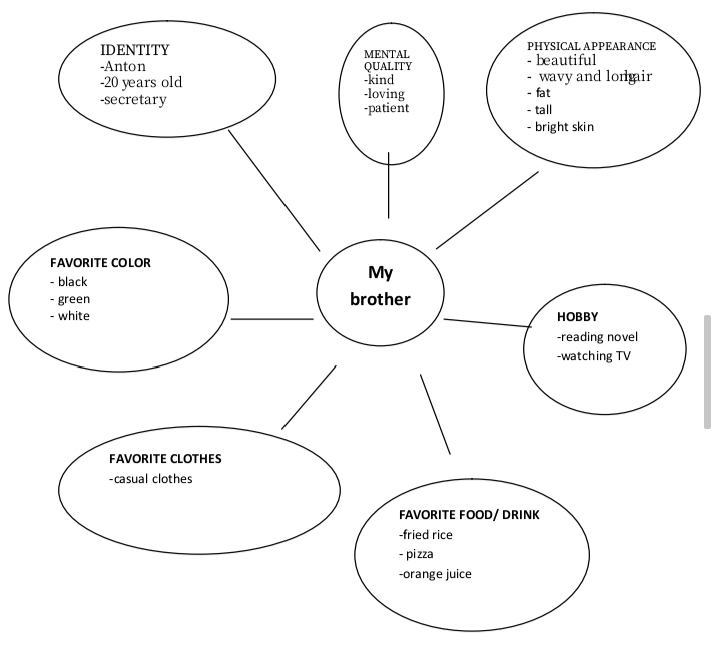 IDENTITY
-Anton
-20 years old
-secretary
MENTAL
QUALITY
-kind
-loving
-patient
PHYSICAL APPEARANCE
- beautiful
- wavy and long hair
- fat
- tall
- bright skin
FAVORITE COLOR
- black
- green
- white
My
brother
HOBBY
-reading novel
-watching TV
FAVORITE CLOTHES
-casual clothes
FAVORITE FOOD/ DRINK
-fried rice
- pizza
-orange juice